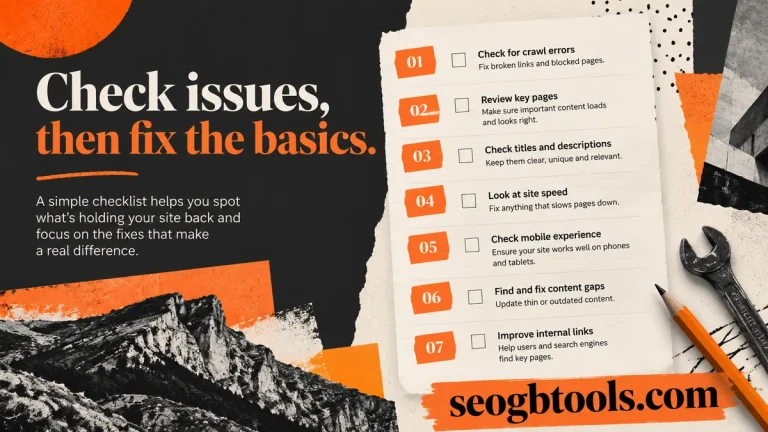 Check issues,
then fix the basics.
A simple checklist helps you spot
what's holding your site back and
focus on the fixes that make
a real difference.
01
Check for crawl errors
Fix broken links and blocked pages.
02
Review key pages
Make sure important content loads
and looks right.
03
Check titles and descriptions
Keep them clear, unique and relevant.
04
Look at site speed
Fix anything that slows pages down.
05
Check mobile experience
Ensure your site works well on phones
and tablets.
06
Find and fix content gaps
Update thin or outdated content.
07
Improve internal links
Help users and search engines
find key pages.
seogbtools.com